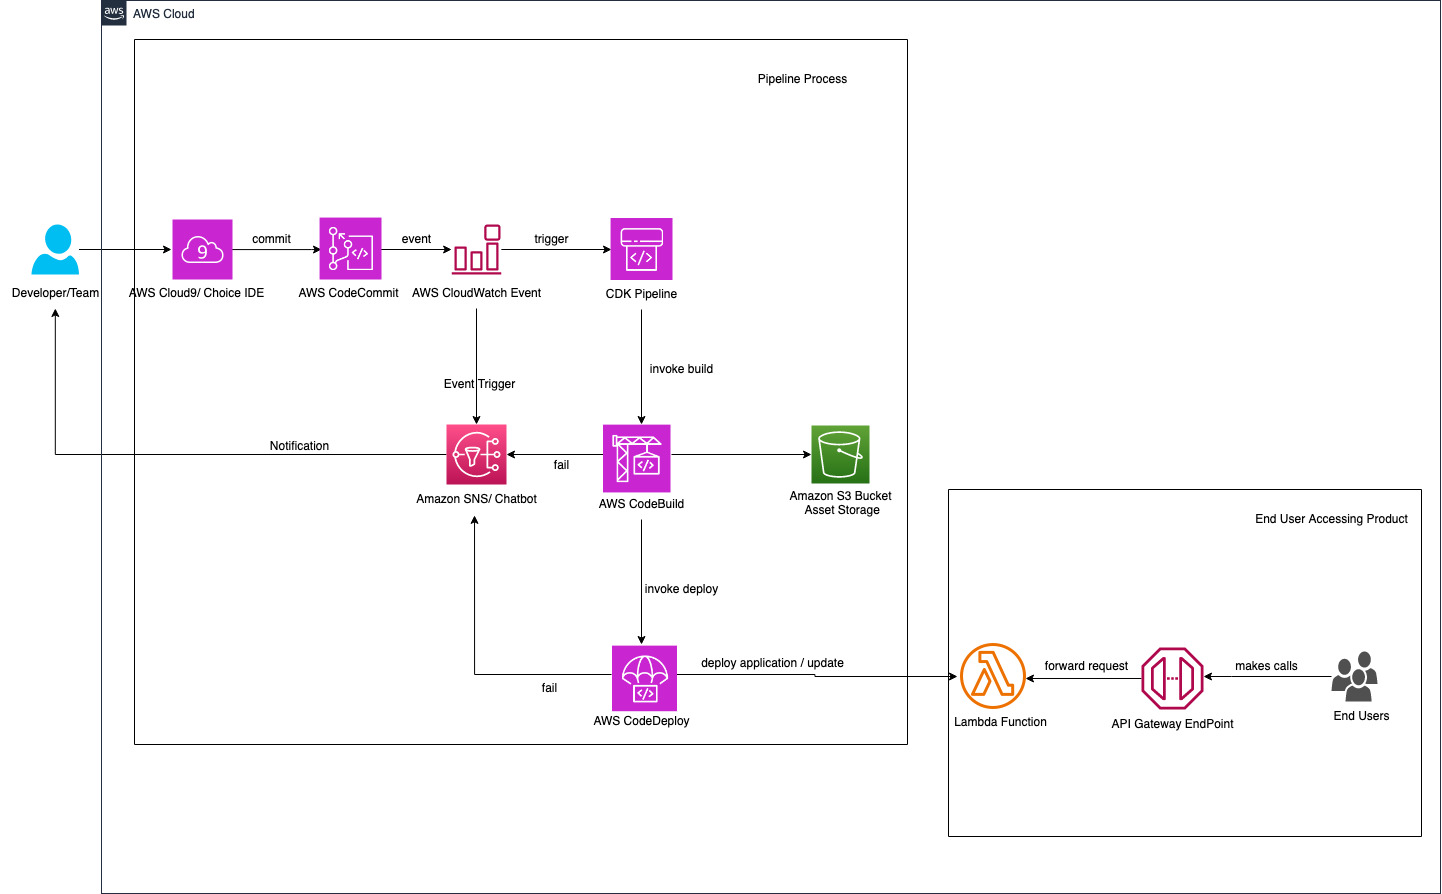 aws
AWS Cloud
Pipeline Process
9
commit
event
trigger
Developer/Team
AWS Cloud9/ Choice IDE
AWS CodeCommit
AWS CloudWatch Event
CDK Pipeline
invoke build
Event Trigger
Notification
fail
Amazon SNS/ Chatbot
AWS CodeBuild
Amazon S3 Bucket
Asset Storage
End User Accessing Product
invoke deploy
deploy application / update
fail
AWS CodeDeploy
forward request
makes calls
Lambda Function
API Gateway EndPoint
End Users